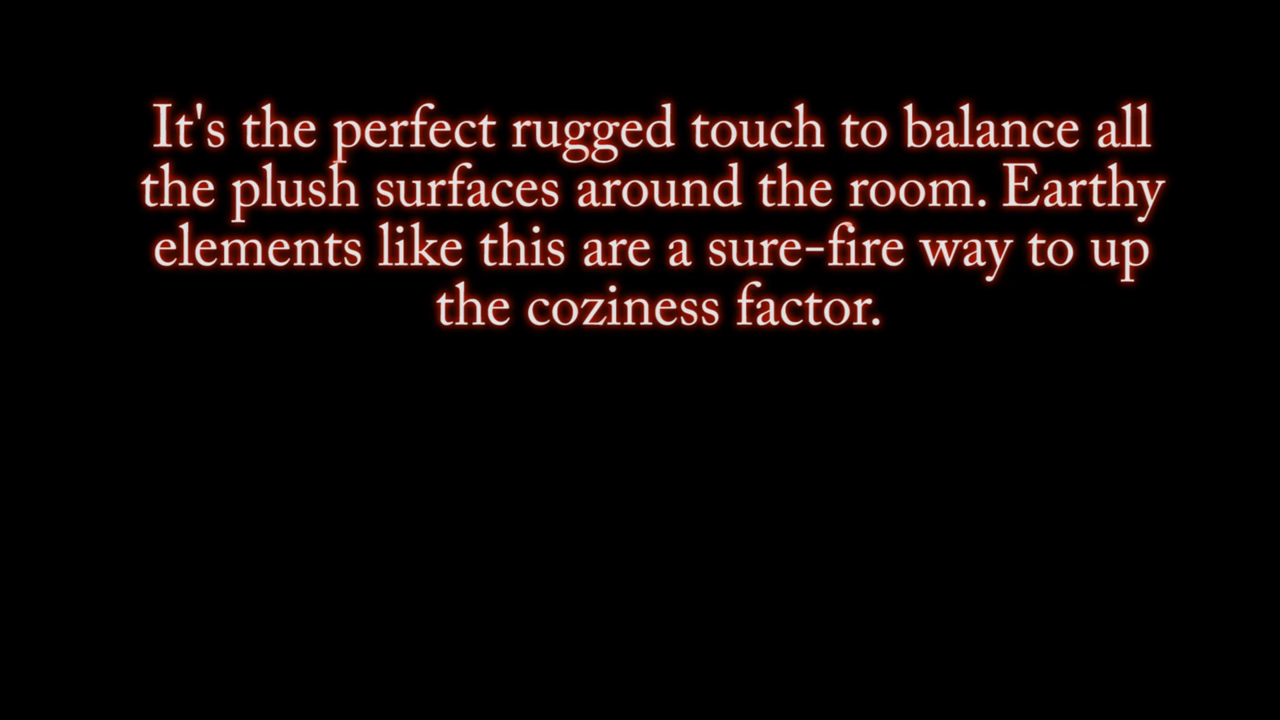 It's the perfect rugged touch to balance all
the plush surfaces around the room. Earthy
elements like this are a sure-fire way to up
the coziness factor.